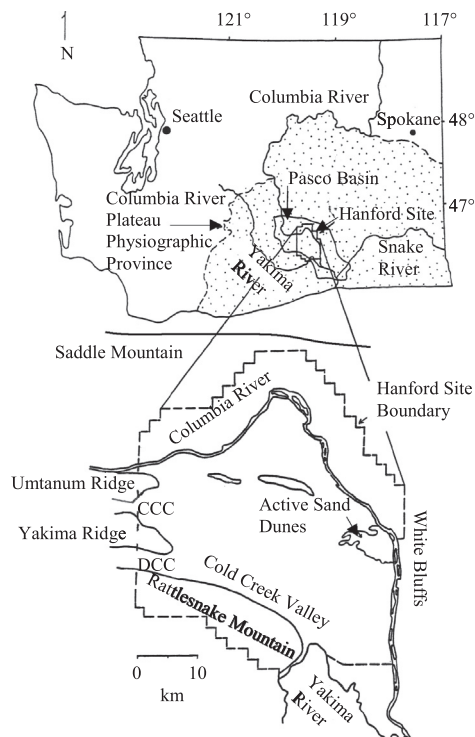 121°
119°
117°
N
Columbia River
Seattle
Spokane
48°
Pasco Basin
47°
Columbia River
Plateau
Physiographic
Province
Hanford Site
Yakima
River
Snake
River
Saddle Mountain
Columbia River
Hanford Site
Boundary
Umtanum Ridge
CCC
Active Sand
Dunes
Yakima Ridge
White Bluffs
DCC
Cold Creek Valley
Rattlesnake Mountain
0 10
km
Yakima
River